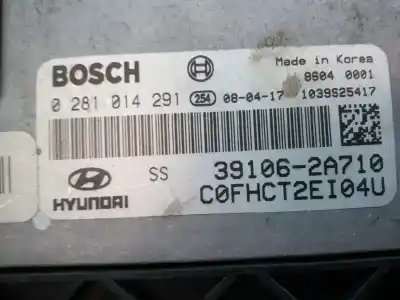 BOSCH
Made in Korea
8604 0001
0 281 014 291 254 08-04-17 1039S25417
HYUNDAI
SS 39106-2A710
C0FHCT2EI04U